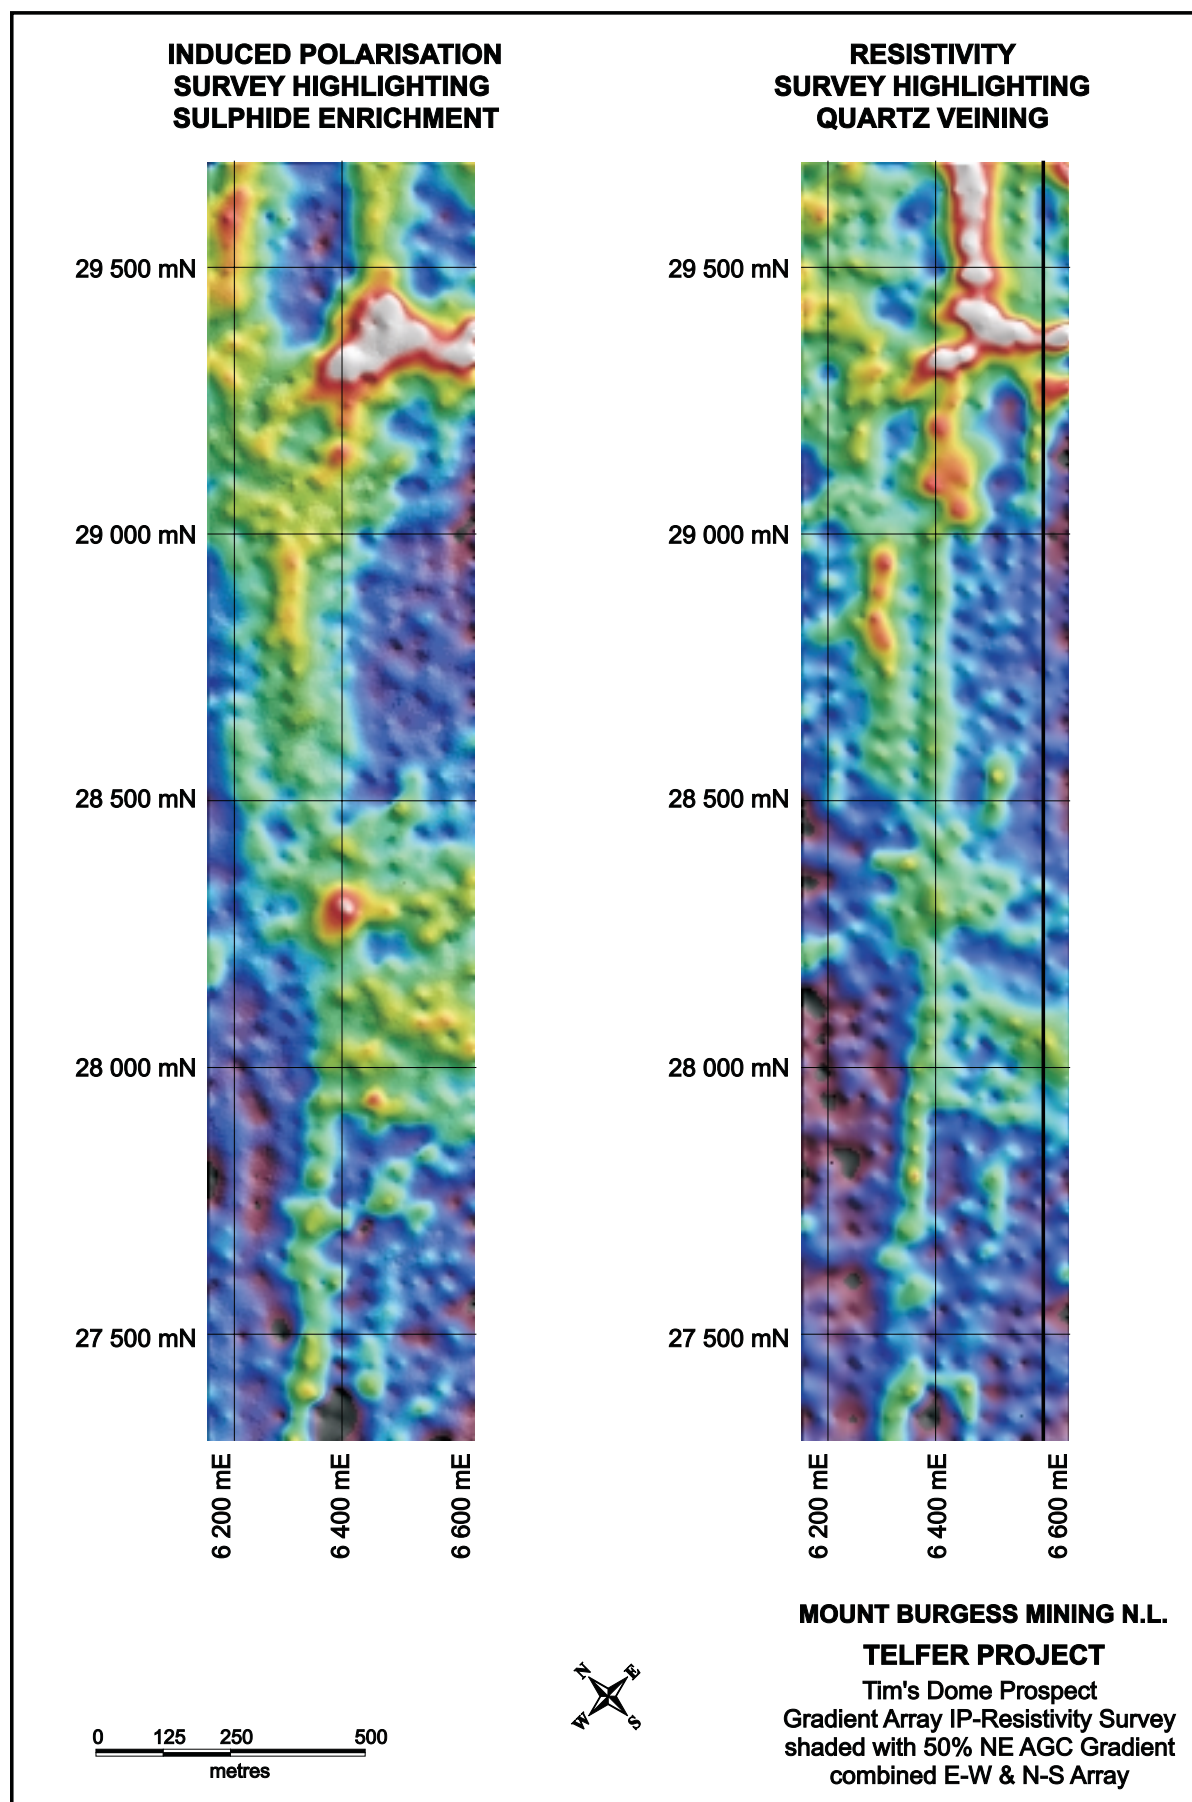 INDUCED POLARISATION
SURVEY HIGHLIGHTING
SULPHIDE ENRICHMENT
RESISTIVITY
SURVEY HIGHLIGHTING
QUARTZ VEINING
29 500 mN
29 000 mN
28 500 mN
28 000 mN
27 500 mN
29 500 mN
29 000 mN
28 500 mN
28 000 mN
27 500 mN
6 200 mE
6 400 mE
6 600 mE
6 200 mE
6 400 mE
6 600 mE
MOUNT BURGESS MINING N.L.
TELFER PROJECT
Tim's Dome Prospect
Gradient Array IP-Resistivity Survey
shaded with 50% NE AGC Gradient
combined E-W & N-S Array
N E
W S
0 125 250 500
metres